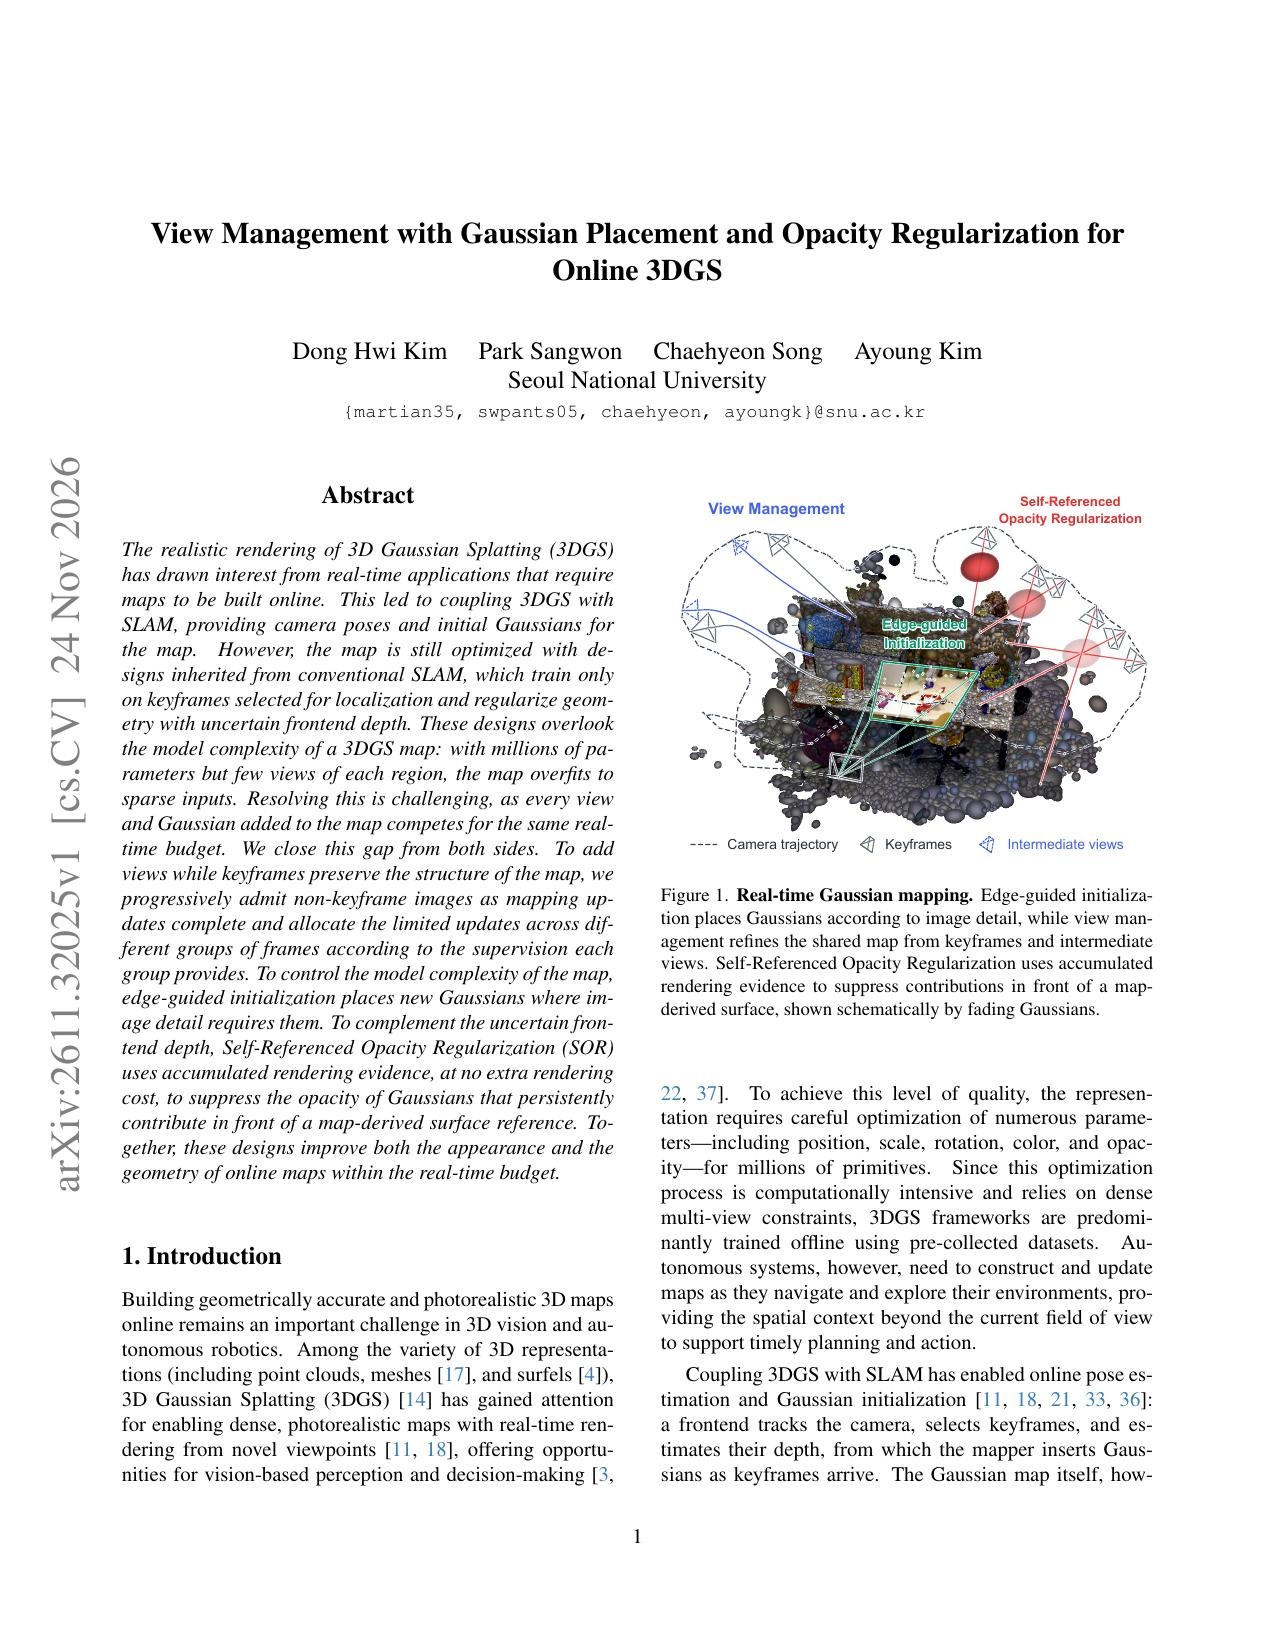 View Management with Gaussian Placement and Opacity Regularization for
Online 3DGS
Dong Hwi Kim Park Sangwon Chaehyeon Song Ayoung Kim
Seoul National University
{martian35, swpants05, chaehyeon, ayoungk}@snu.ac.kr
arXiv:2611.32025v1 [cs.CV] 24 Nov 2026
Abstract
The realistic rendering of 3D Gaussian Splatting (3DGS)
has drawn interest from real-time applications that require
maps to be built online. This led to coupling 3DGS with
SLAM, providing camera poses and initial Gaussians for
the map. However, the map is still optimized with de-
signs inherited from conventional SLAM, which train only
on keyframes selected for localization and regularize geom-
etry with uncertain frontend depth. These designs overlook
the model complexity of a 3DGS map: with millions of pa-
rameters but few views of each region, the map overfits to
sparse inputs. Resolving this is challenging, as every view
and Gaussian added to the map competes for the same real-
time budget. We close this gap from both sides. To add
views while keyframes preserve the structure of the map, we
progressively admit non-keyframe images as mapping up-
dates complete and allocate the limited updates across dif-
ferent groups of frames according to the supervision each
group provides. To control the model complexity of the map,
edge-guided initialization places new Gaussians where im-
age detail requires them. To complement the uncertain fron-
tend depth, Self-Referenced Opacity Regularization (SOR)
uses accumulated rendering evidence, at no extra rendering
cost, to suppress the opacity of Gaussians that persistently
contribute in front of a map-derived surface reference. To-
gether, these designs improve both the appearance and the
geometry of online maps within the real-time budget.
1. Introduction
Building geometrically accurate and photorealistic 3D maps
online remains an important challenge in 3D vision and au-
tonomous robotics. Among the variety of 3D representa-
tions (including point clouds, meshes [17], and surfels [4]),
3D Gaussian Splatting (3DGS) [14] has gained attention
for enabling dense, photorealistic maps with real-time ren-
dering from novel viewpoints [11, 18], offering opportu-
nities for vision-based perception and decision-making [3,
View Management
Self-Referenced
Opacity Regularization
Edge-guided
Initialization
Camera trajectory Keyframes Intermediate views
Figure 1. Real-time Gaussian mapping. Edge-guided initializa-
tion places Gaussians according to image detail, while view man-
agement refines the shared map from keyframes and intermediate
views. Self-Referenced Opacity Regularization uses accumulated
rendering evidence to suppress contributions in front of a map-
derived surface, shown schematically by fading Gaussians.
22, 37]. To achieve this level of quality, the represen-
tation requires careful optimization of numerous parame-
ters—including position, scale, rotation, color, and opac-
ity—for millions of primitives. Since this optimization
process is computationally intensive and relies on dense
multi-view constraints, 3DGS frameworks are predomi-
nantly trained offline using pre-collected datasets. Au-
tonomous systems, however, need to construct and update
maps as they navigate and explore their environments, pro-
viding the spatial context beyond the current field of view
to support timely planning and action.
Coupling 3DGS with SLAM has enabled online pose es-
timation and Gaussian initialization [11, 18, 21, 33, 36]:
a frontend tracks the camera, selects keyframes, and es-
timates their depth, from which the mapper inserts Gaus-
sians as keyframes arrive. The Gaussian map itself, how-
1